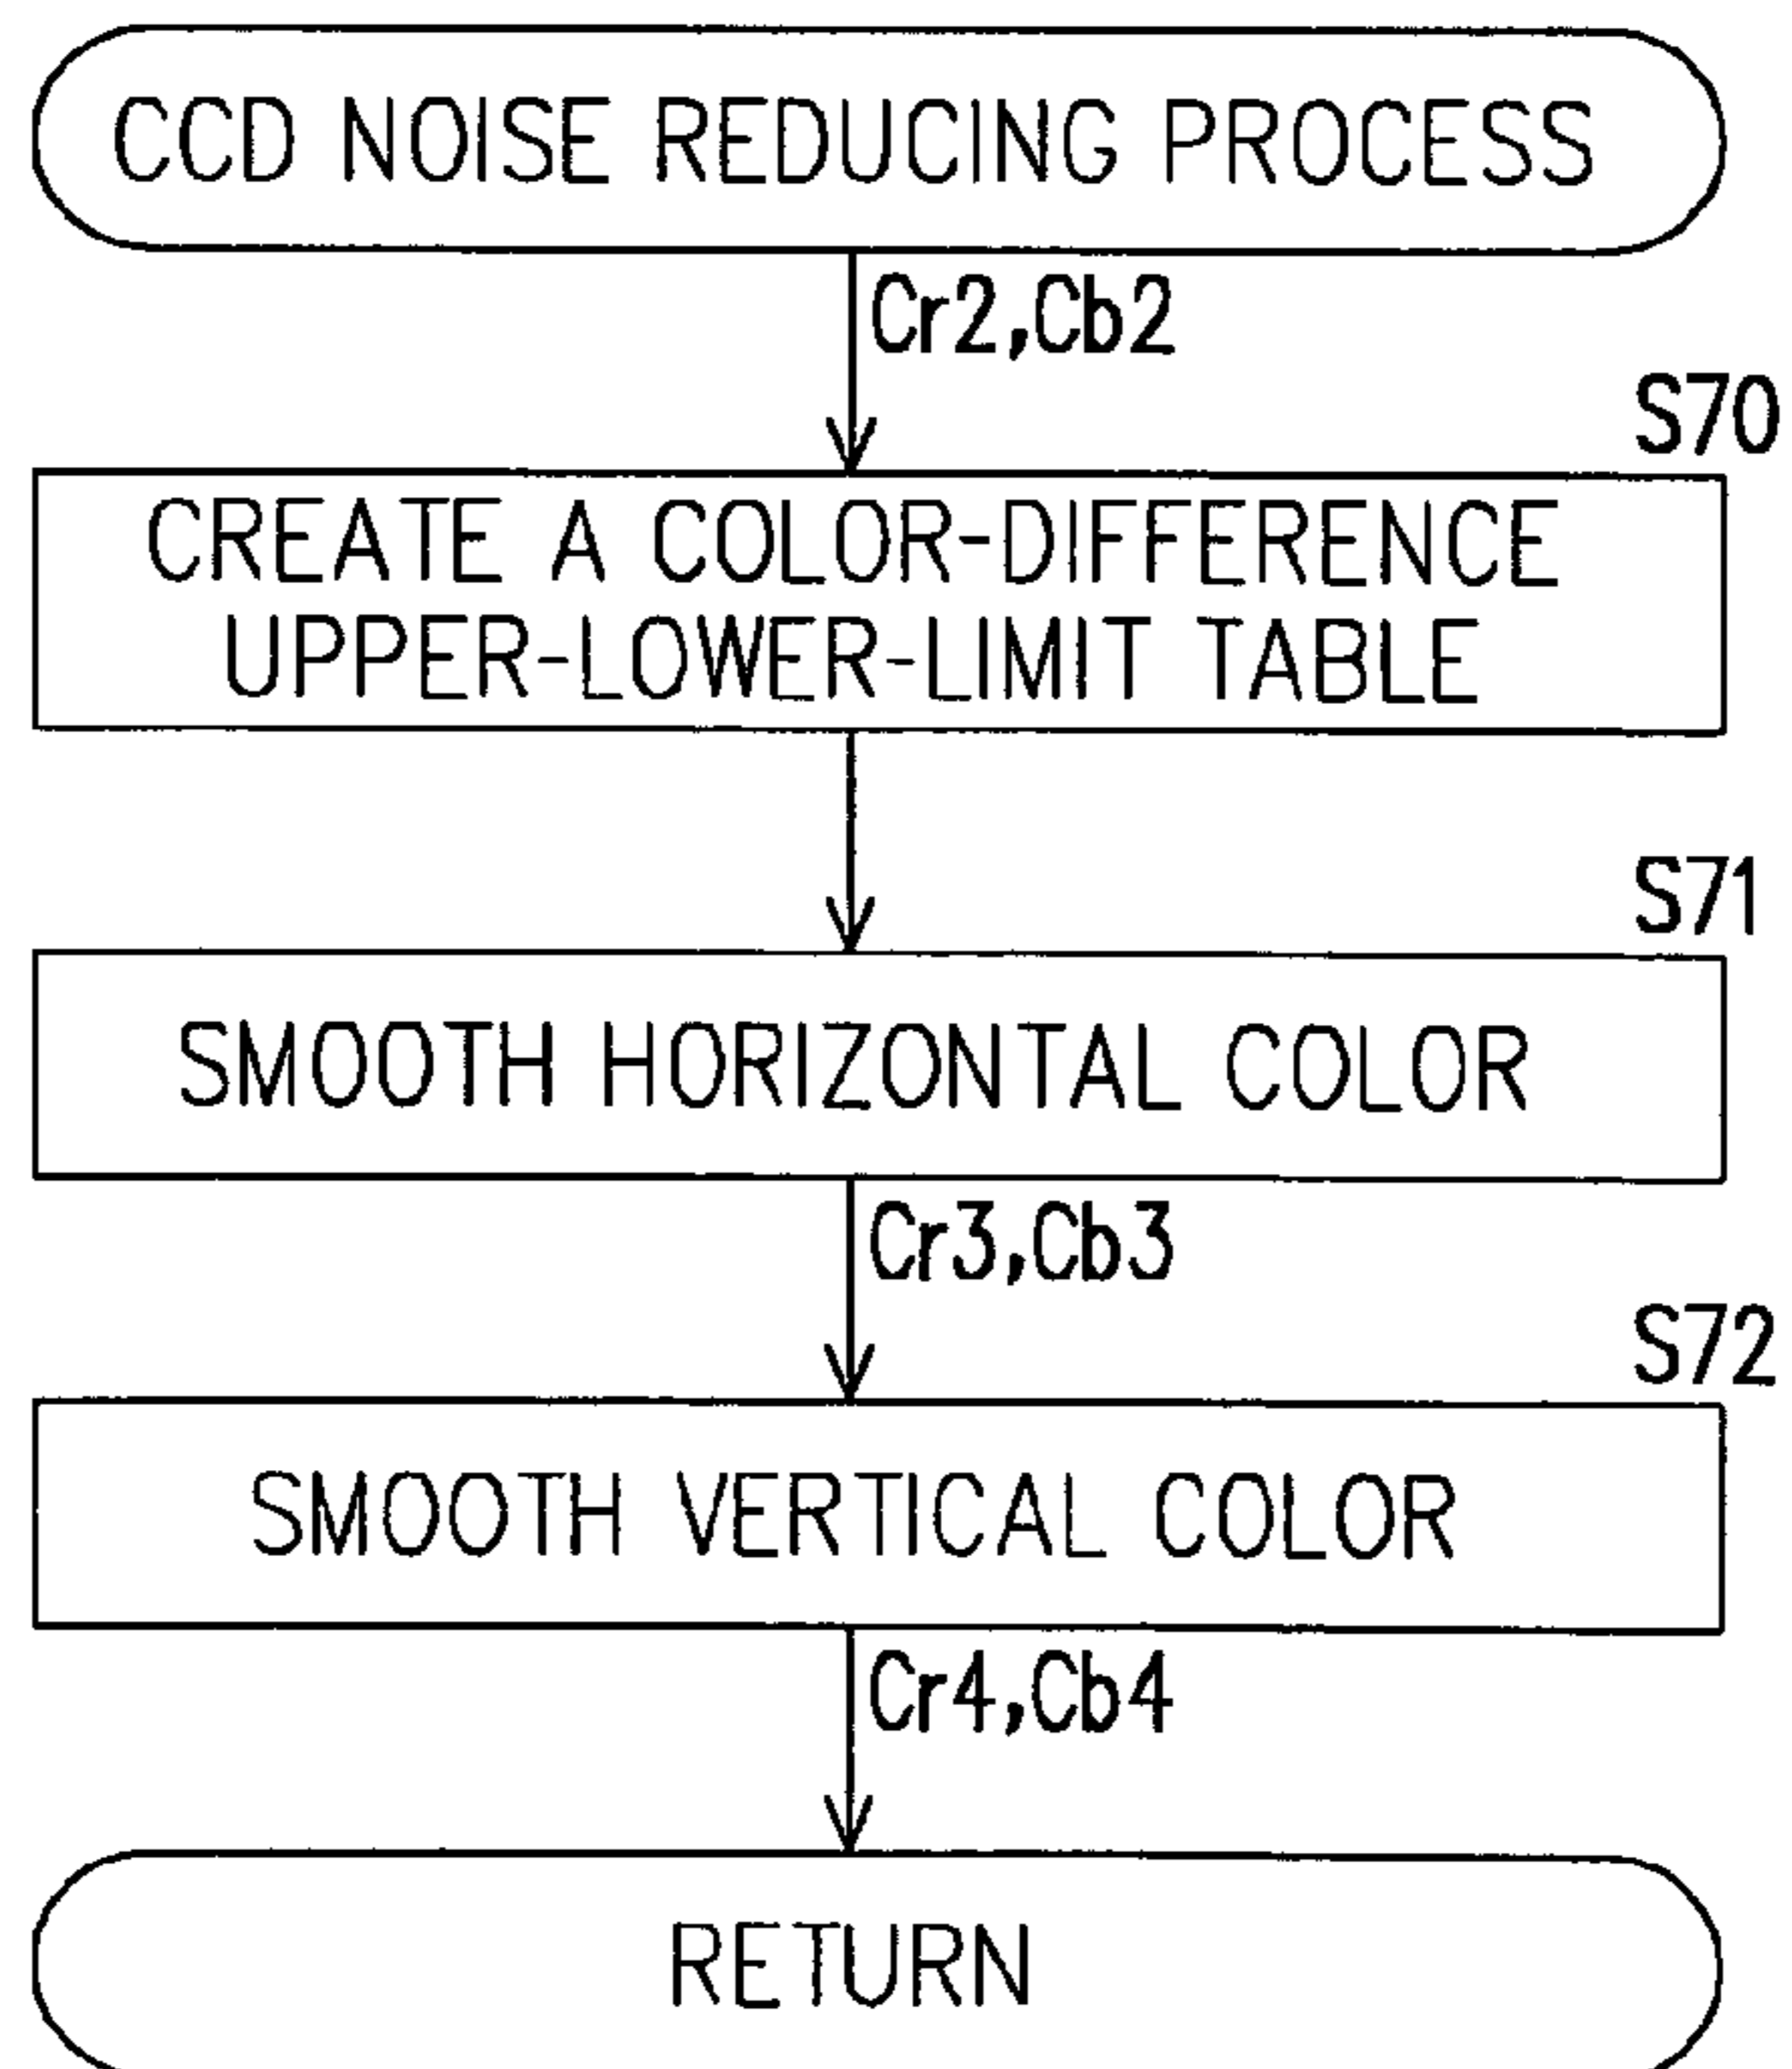 CCD NOISE REDUCING PROCESS
Cr2,Cb2
S70
CREATE A COLOR-DIFFERENCE
UPPER-LOWER-LIMIT TABLE
S71
SMOOTH HORIZONTAL COLOR
Cr3,Cb3
S72
SMOOTH VERTICAL COLOR
Cr4,Cb4
RETURN